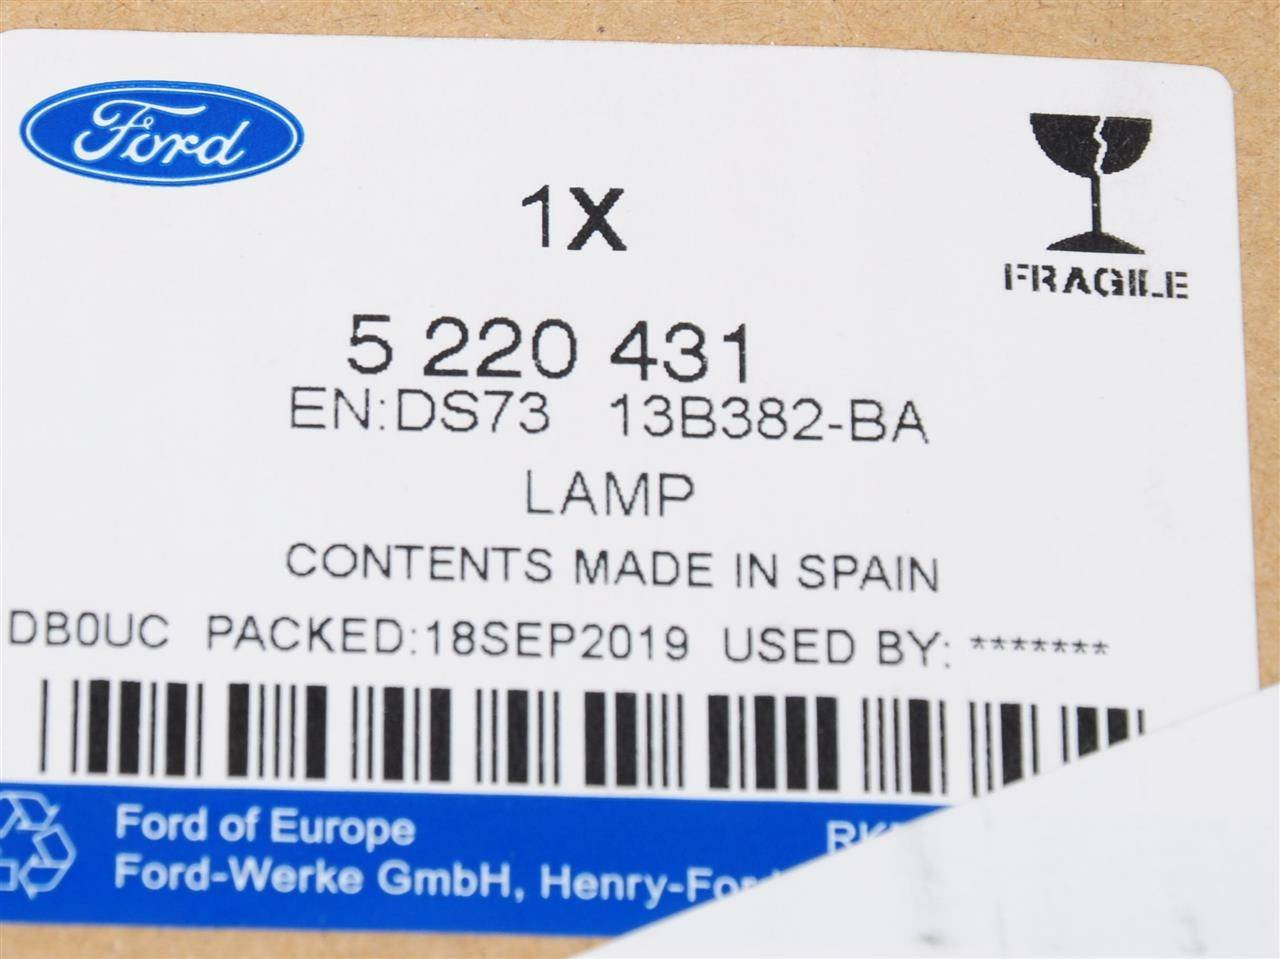 Ford
1X
FRAGILE
5 220 431
EN:DS73 13B382-BA
LAMP
CONTENTS MADE IN SPAIN
DB0UC PACKED:18SEP2019 USED BY: *******
Ford of Europe
Ford-Werke GmbH,